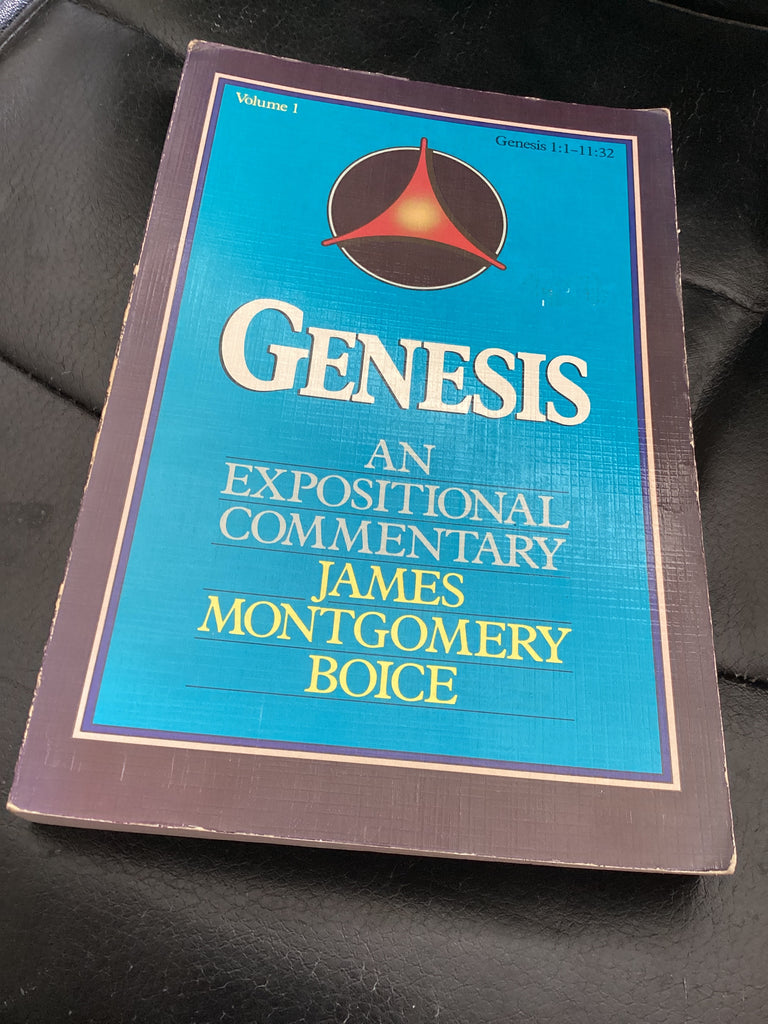 Volume 1
Genesis 1:1–11:32
GENESIS
AN
EXPOSITIONAL
COMMENTARY
JAMES
MONTGOMERY
BOICE